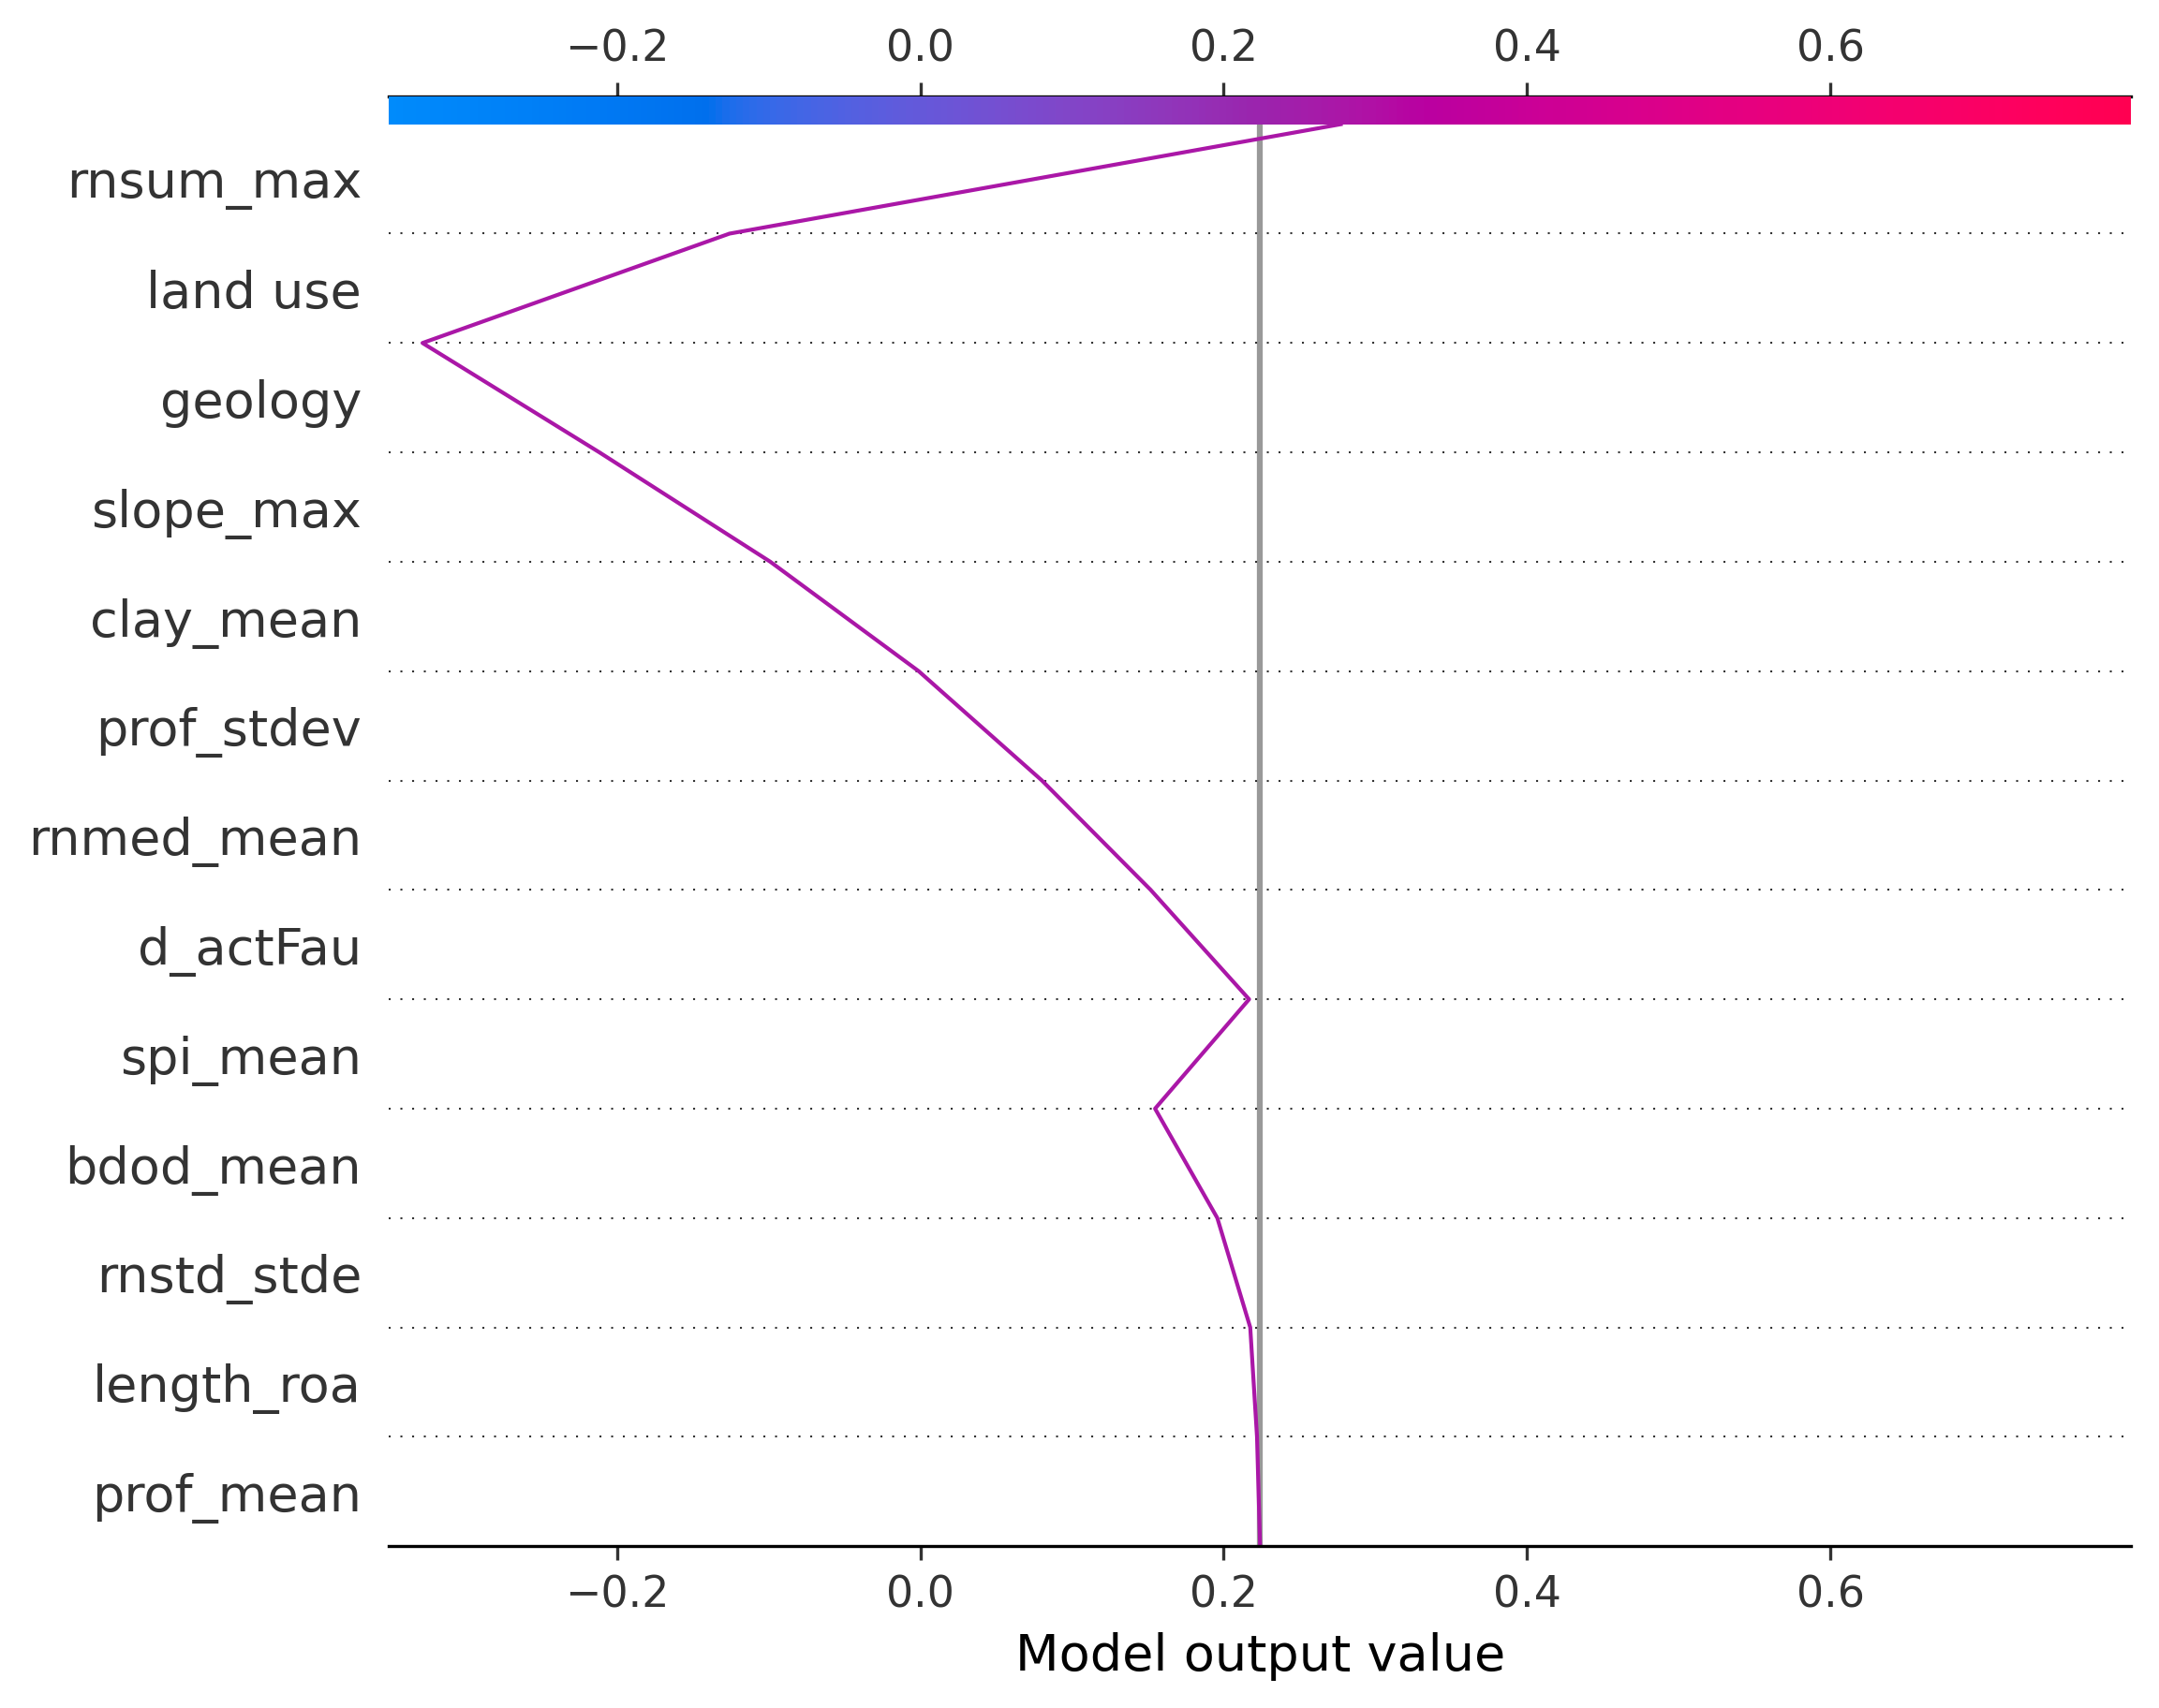 −0.2 0.0 0.2 0.4 0.6
rnsum_max
land use
geology
slope_max
clay_mean
prof_stdev
rnmed_mean
d_actFau
spi_mean
bdod_mean
rnstd_stde
length_roa
prof_mean
−0.2 0.0 0.2 0.4 0.6
Model output value